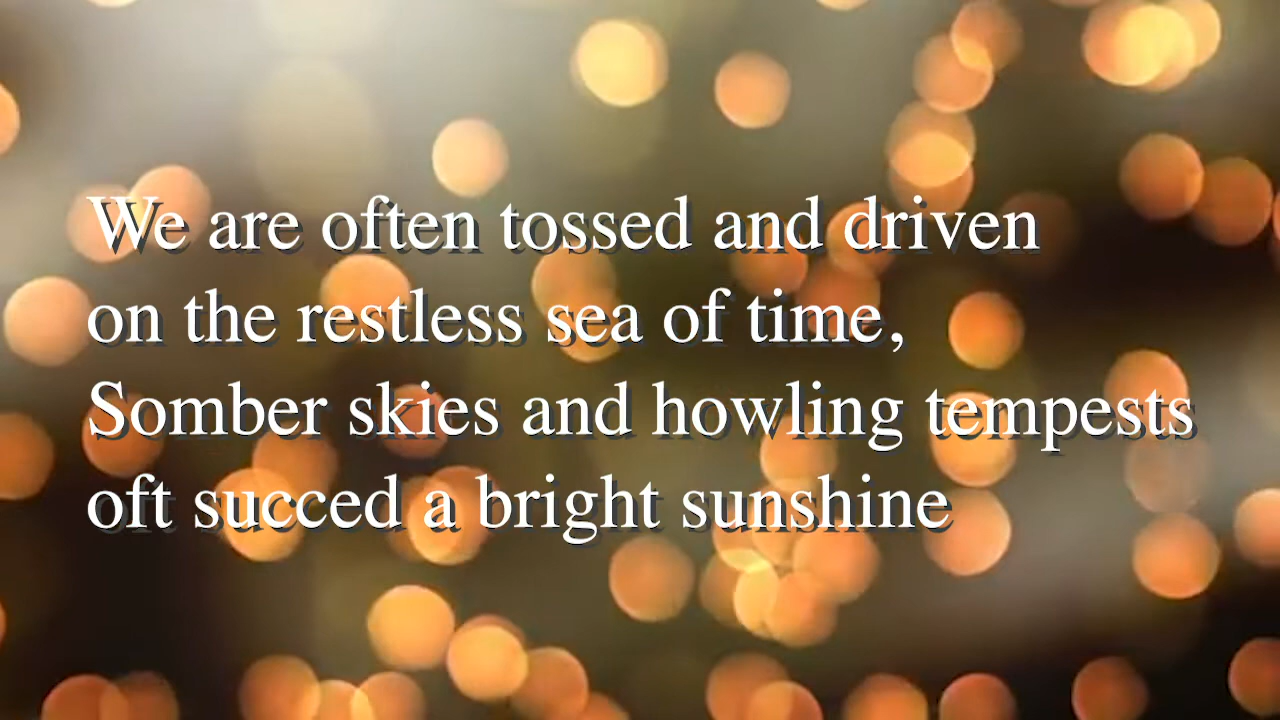 We are often tossed and driven
on the restless sea of time,
Somber skies and howling tempests
oft succed a bright sunshine